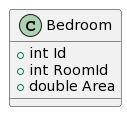 C Bedroom
int Id
int RoomId
double Area